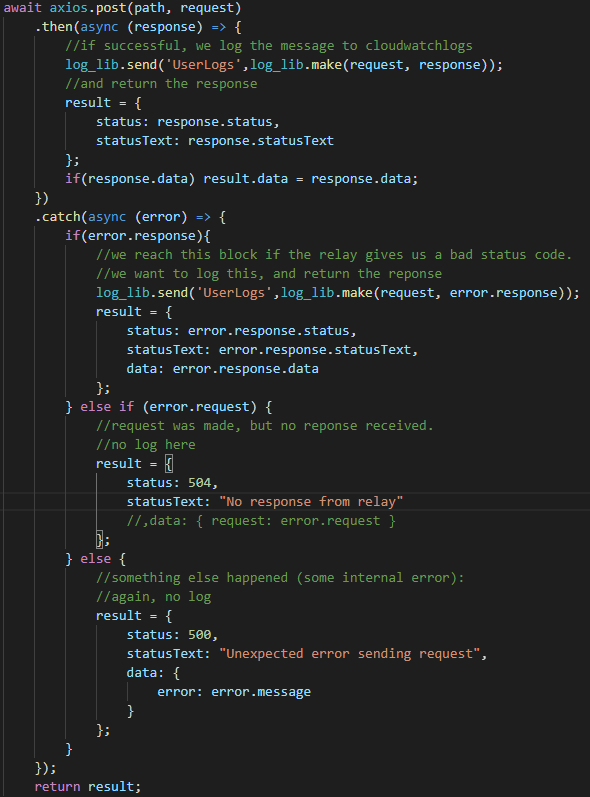 await axios.post(path, request)
    .then(async (response) => {
        //if successful, we log the message to cloudwatchlogs
        log_lib.send('UserLogs',log_lib.make(request, response));
        //and return the response
        result = {
            status: response.status,
            statusText: response.statusText
        };
        if(response.data) result.data = response.data;
    })
    .catch(async (error) => {
        if(error.response){
            //we reach this block if the relay gives us a bad status code.
            //we want to log this, and return the reponse
            log_lib.send('UserLogs',log_lib.make(request, error.response));
            result = {
                status: error.response.status,
                statusText: error.response.statusText,
                data: error.response.data
            };
        } else if (error.request) {
            //request was made, but no reponse received.
            //no log here
            result = {
                status: 504,
                statusText: "No response from relay"
                //,data: { request: error.request }
            };
        } else {
            //something else happened (some internal error):
            //again, no log
            result = {
                status: 500,
                statusText: "Unexpected error sending request",
                data: {
                    error: error.message
                }
            };
        }
    });
    return result;